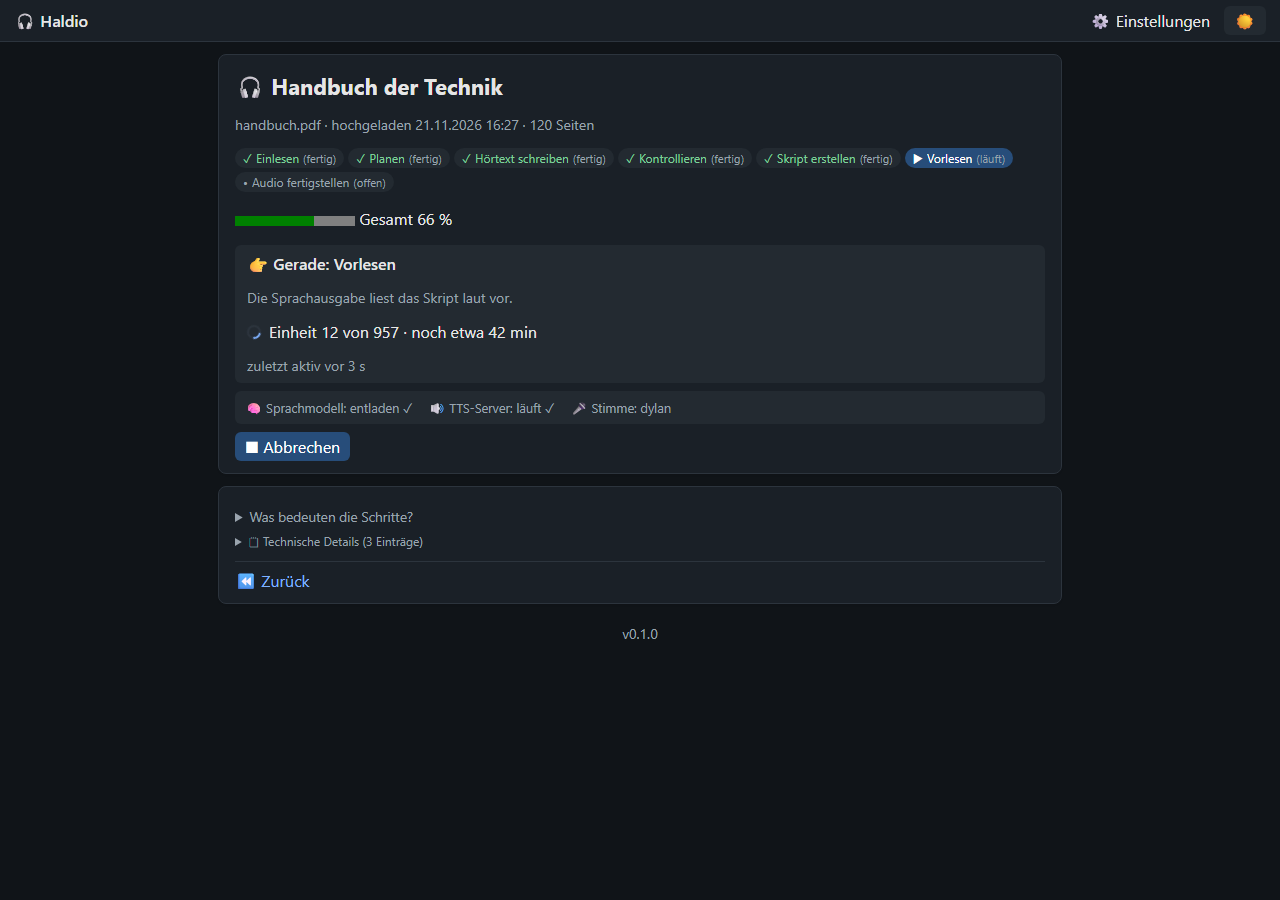 Haldio
Einstellungen
Handbuch der Technik
handbuch.pdf · hochgeladen 21.11.2026 16:27 · 120 Seiten
✓ Einlesen (fertig) ✓ Planen (fertig) ✓ Hörtext schreiben (fertig) ✓ Kontrollieren (fertig) ✓ Skript erstellen (fertig) ▶ Vorlesen (läuft)
• Audio fertigstellen (offen)
Gesamt 66 %
Gerade: Vorlesen
Die Sprachausgabe liest das Skript laut vor.
Einheit 12 von 957 · noch etwa 42 min
zuletzt aktiv vor 3 s
Sprachmodell: entladen ✓ TTS-Server: läuft ✓ Stimme: dylan
Abbrechen
Was bedeuten die Schritte?
Technische Details (3 Einträge)
Zurück
v0.1.0